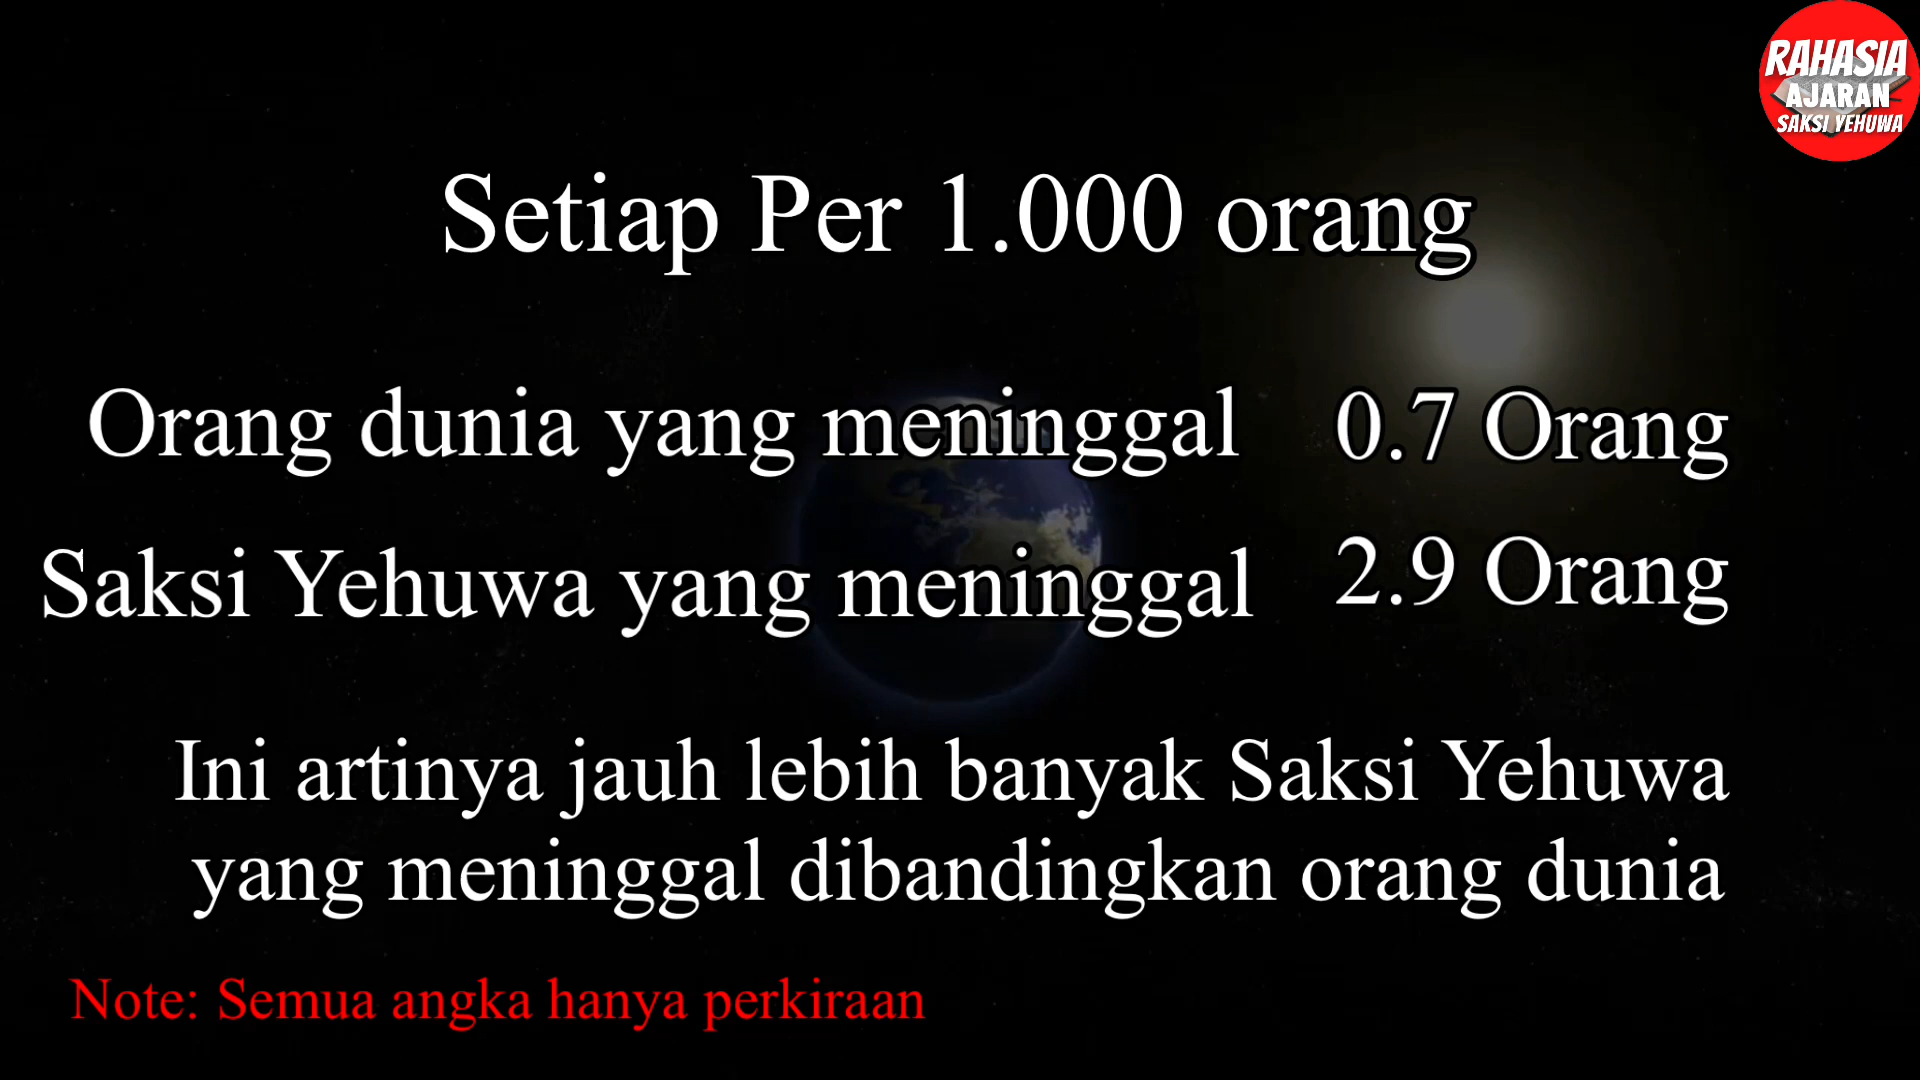 RAHASIA
AJARAN
SAKSI YEHUWA
Setiap Per 1.000 orang
Orang dunia yang meninggal 0.7 Orang
Saksi Yehuwa yang meninggal 2.9 Orang
Ini artinya jauh lebih banyak Saksi Yehuwa
yang meninggal dibandingkan orang dunia
Note: Semua angka hanya perkiraan